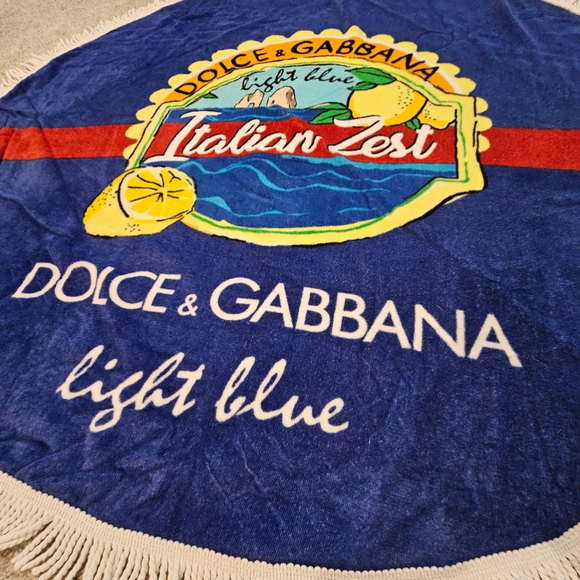 DOLCE & GABBANA
light blue
Italian Zest
DOLCE & GABBANA
light blue